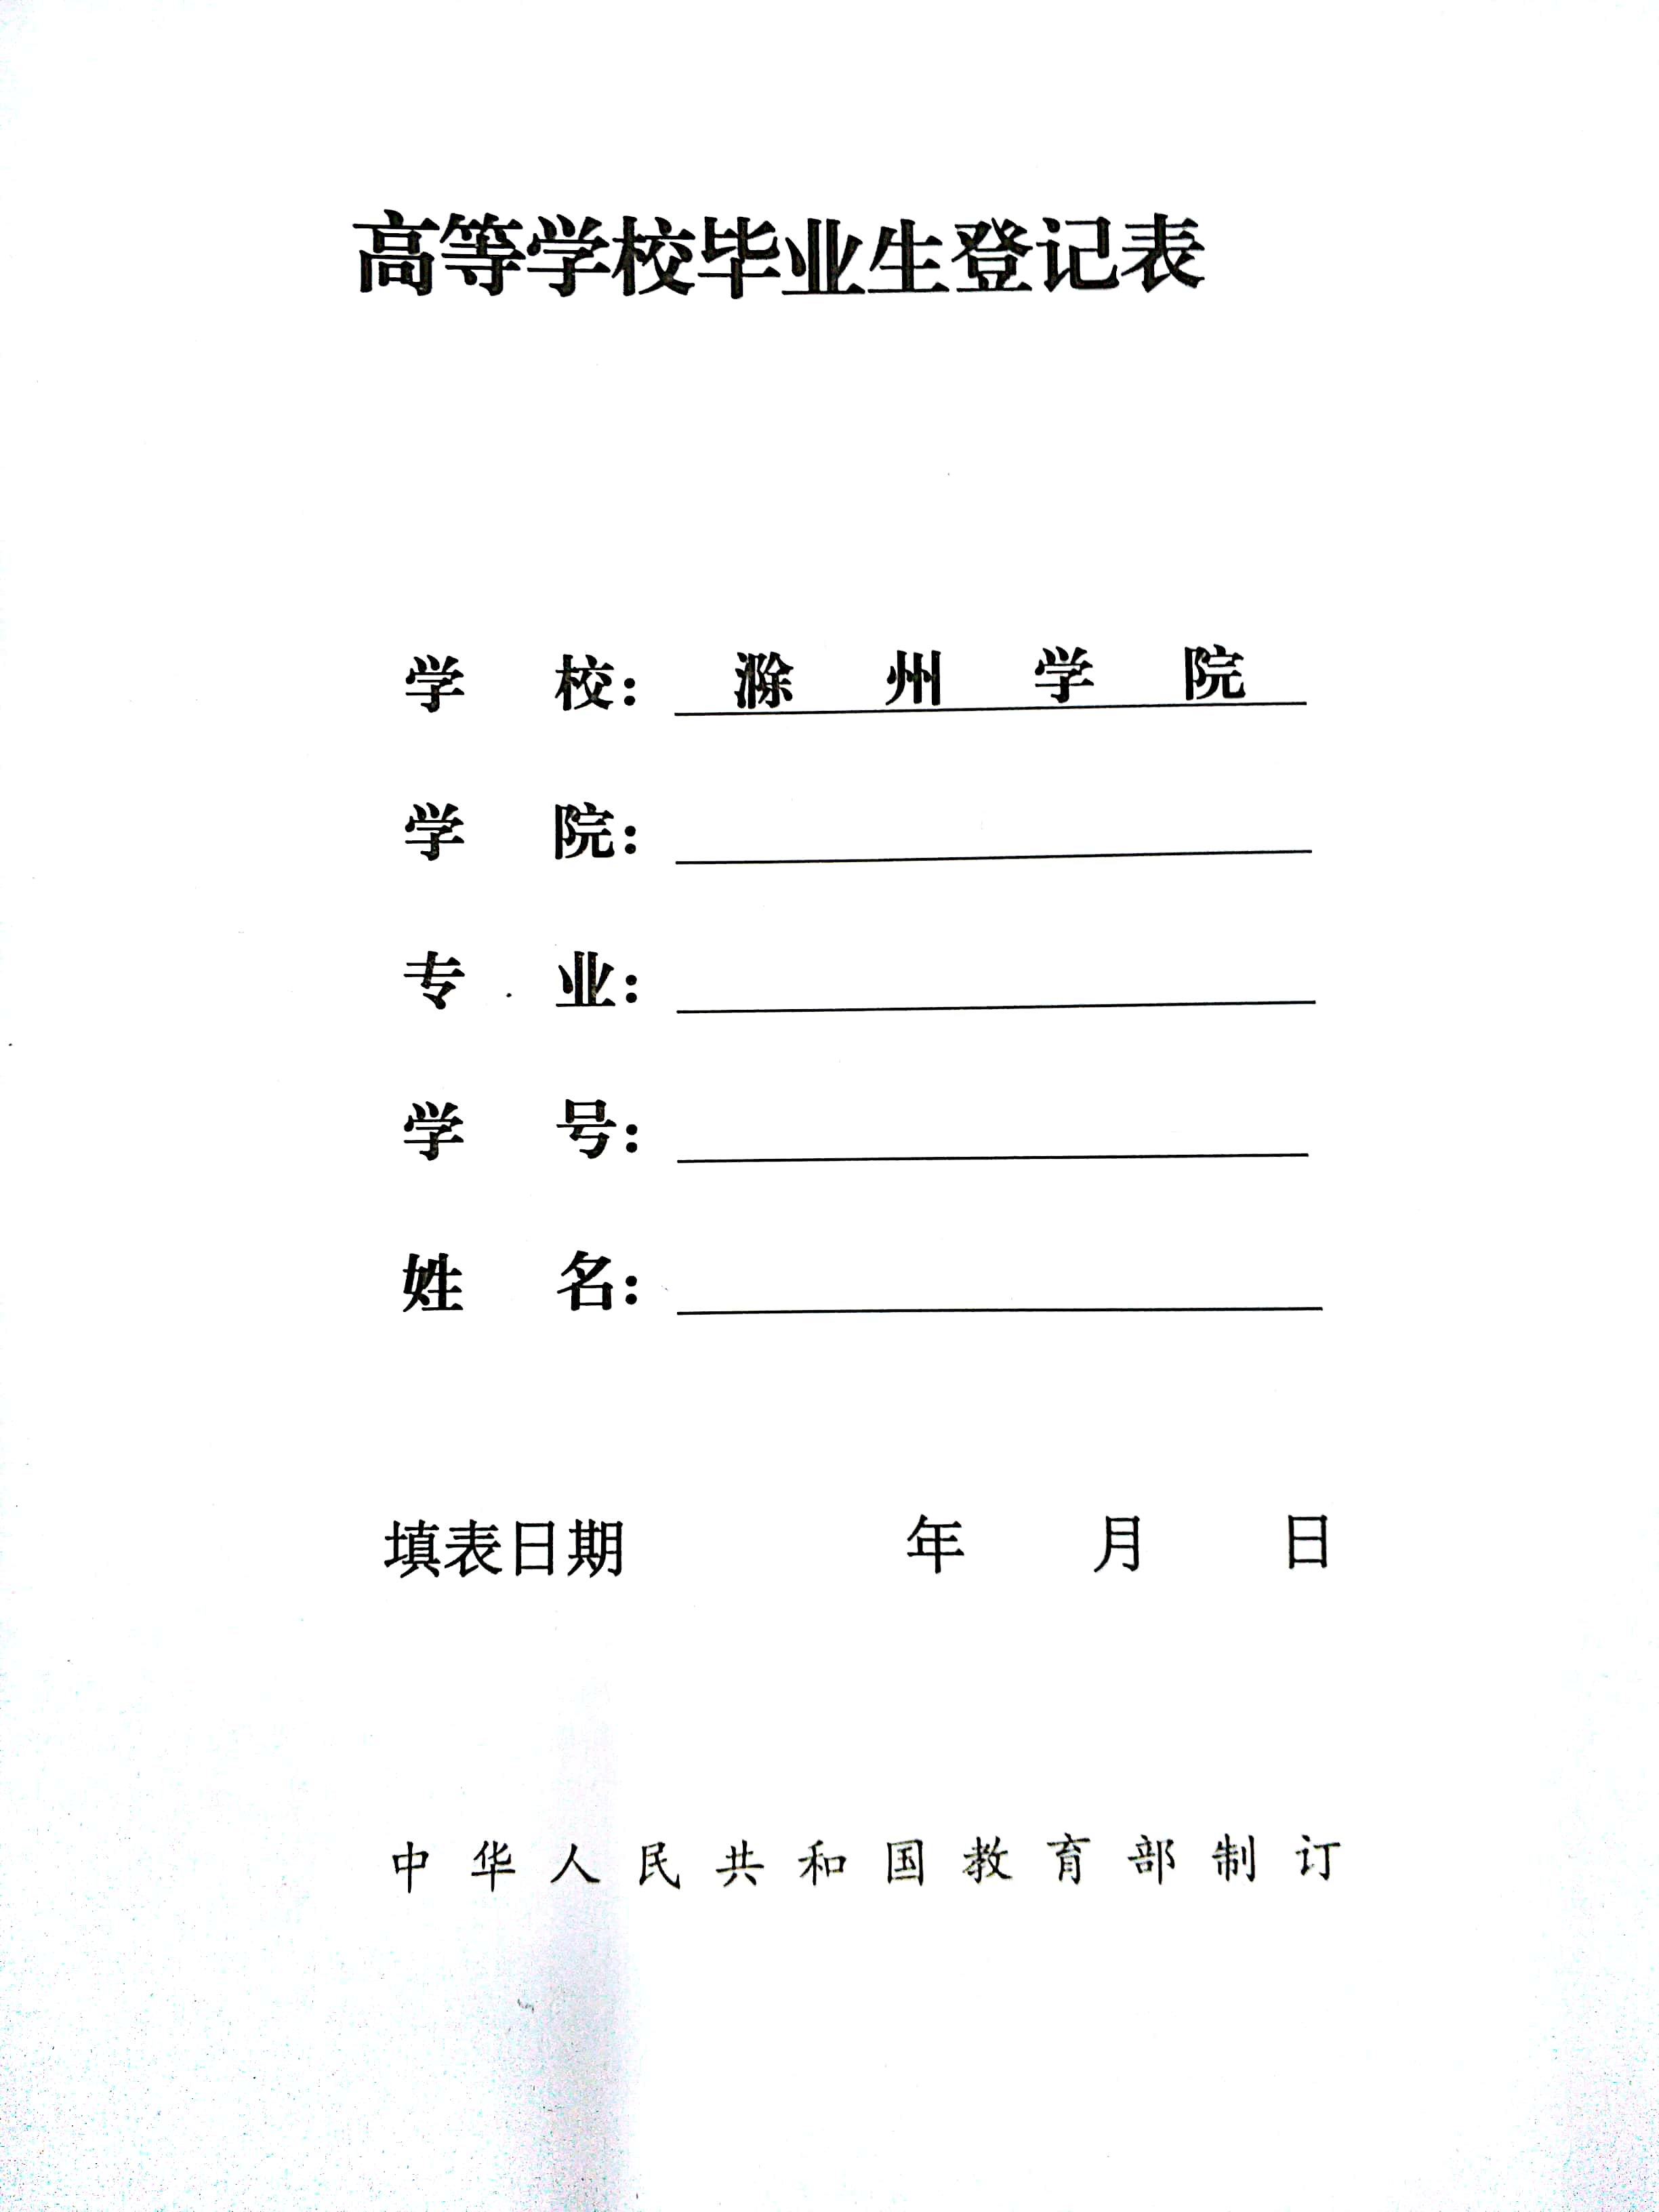 高等学校毕业生登记表
学 校： 滁 州 学 院
学 院：
专 业：
学 号：
姓 名：
填表日期 年 月 日
中华人民共和国教育部制订